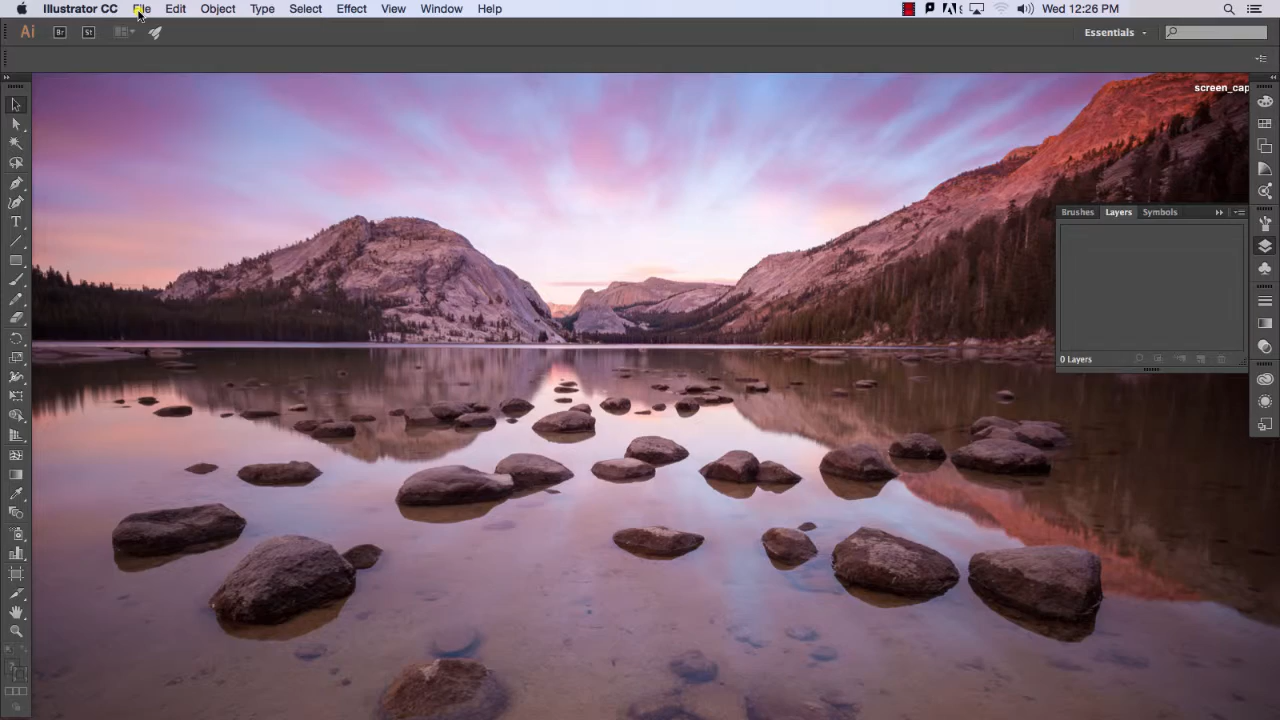 Illustrator CC File Edit Object Type Select Effect View Window Help Wed 12:26 PM
Ai Br St Essentials
screen_cap
Brushes Layers Symbols
0 Layers